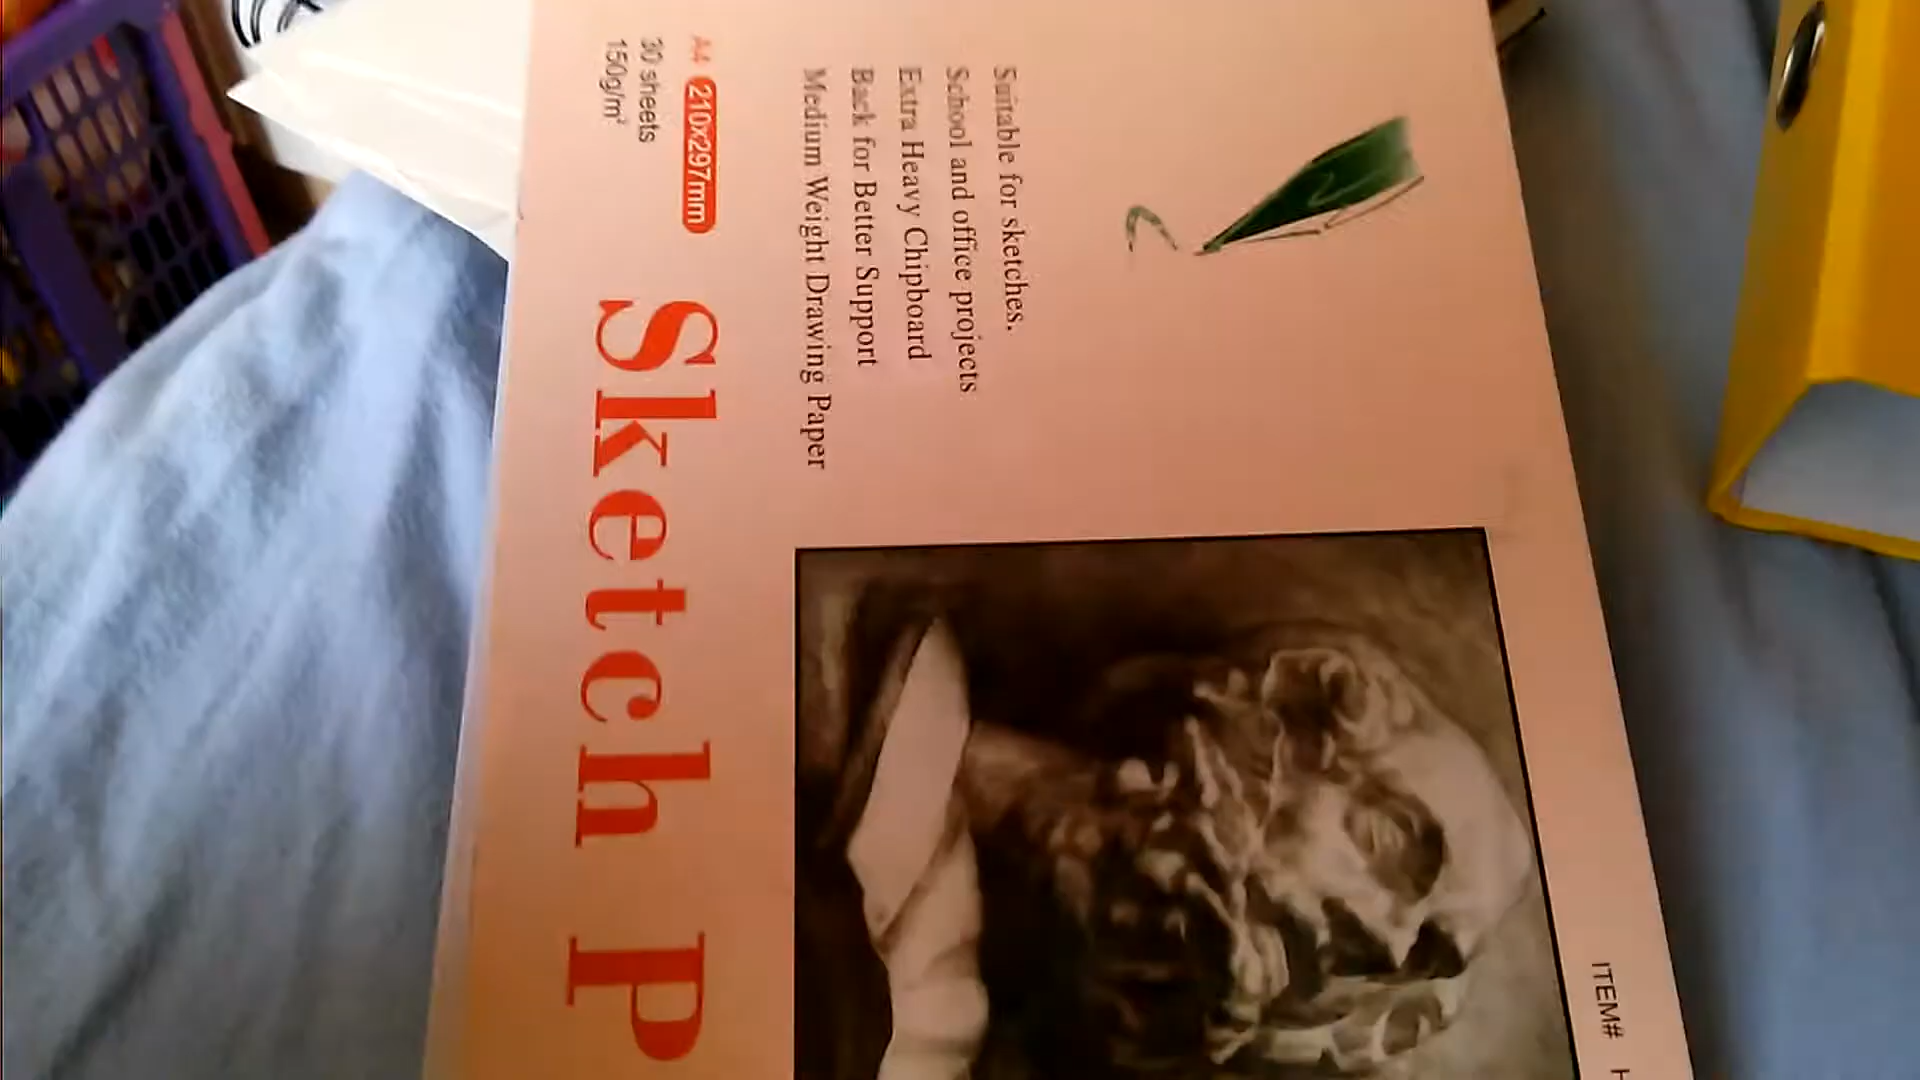 Suitable for sketches.
School and office projects
Extra Heavy Chipboard
Back for Better Support
Medium Weight Drawing Paper
A4 210x297mm
30 sheets
150g/m²
Sketch P
ITEM# H